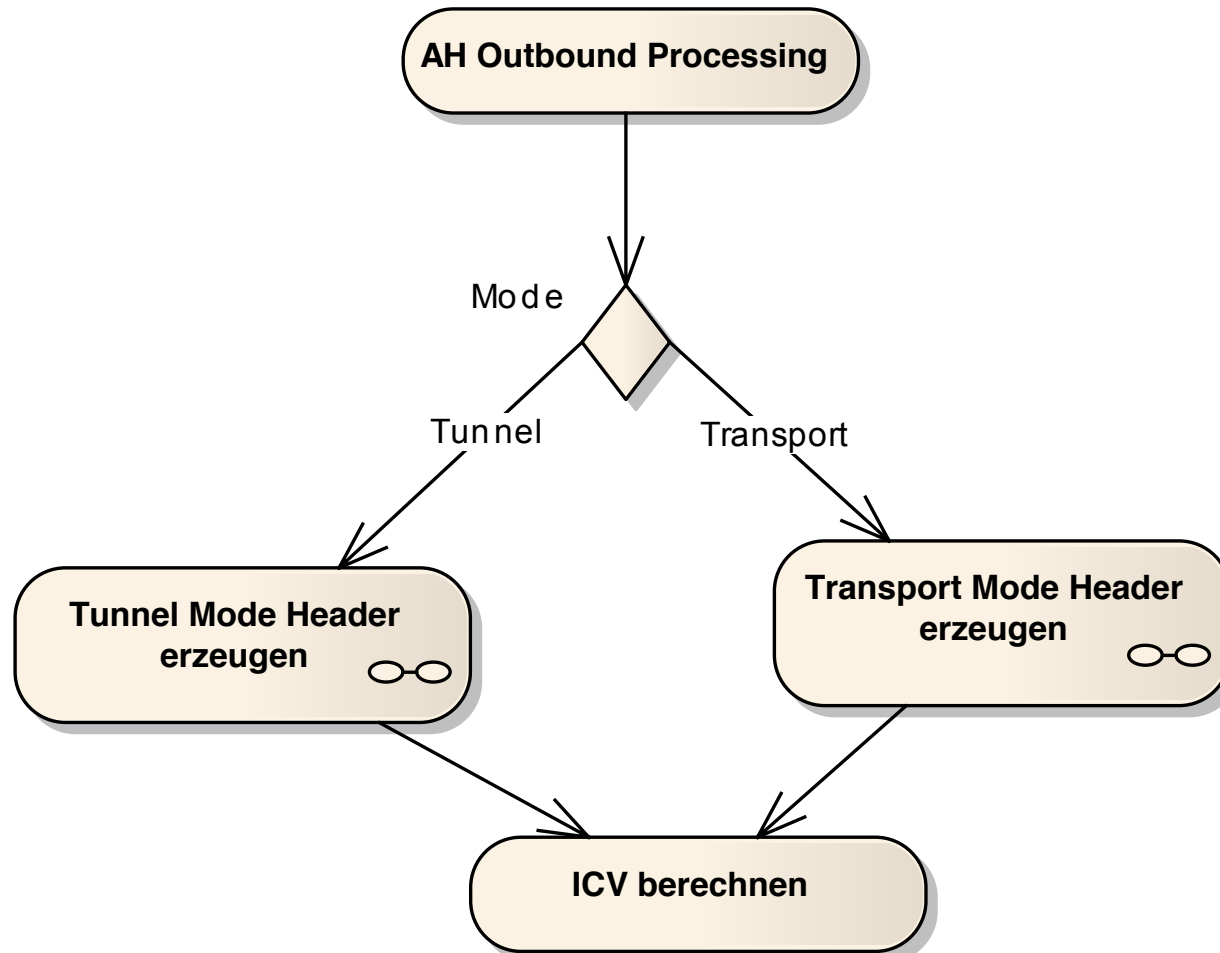 AH Outbound Processing
Mode
Tunnel
Transport
Tunnel Mode Header
erzeugen
Transport Mode Header
erzeugen
ICV berechnen